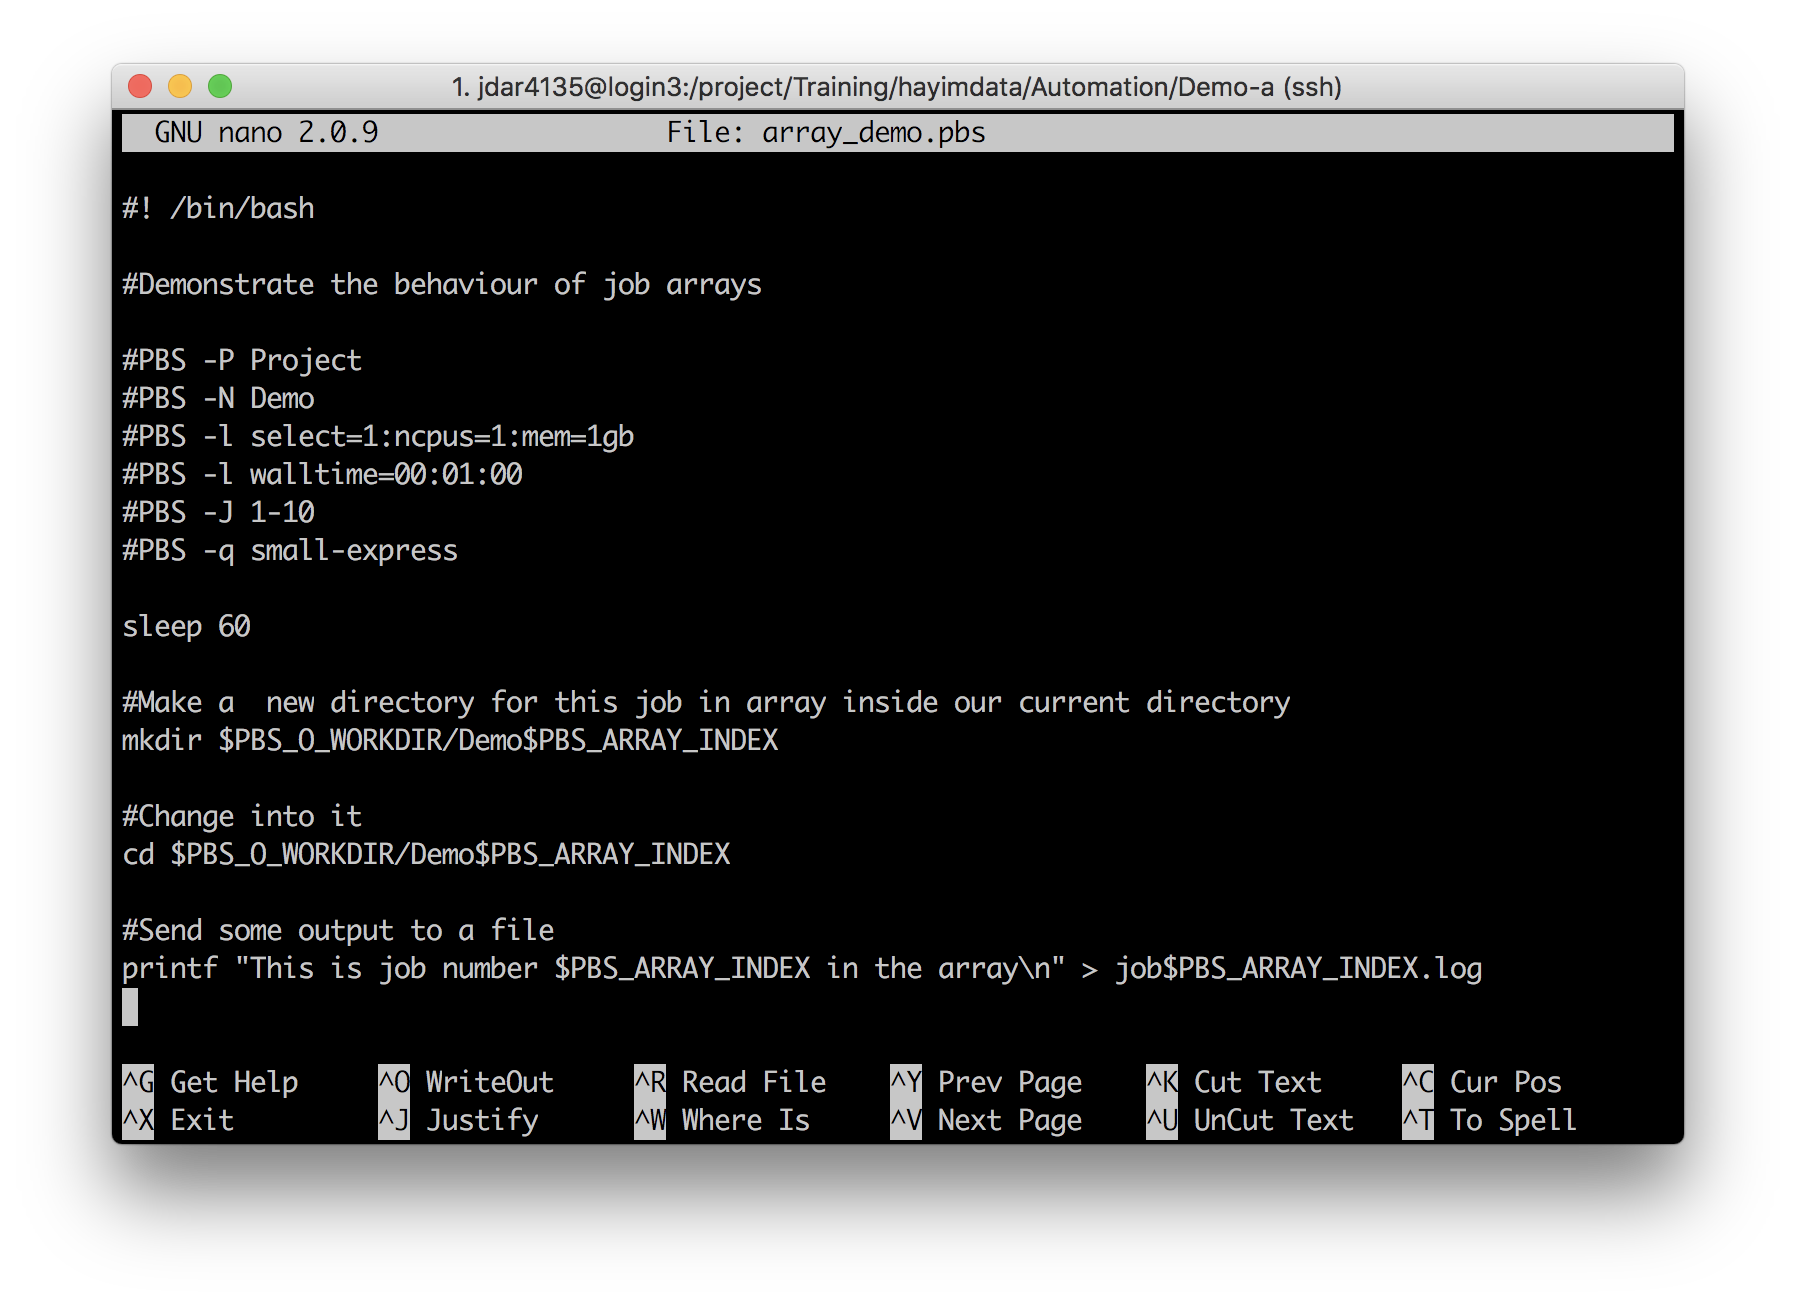 1. jdar4135@login3:/project/Training/hayimdata/Automation/Demo-a (ssh)
GNU nano 2.0.9 File: array_demo.pbs
#! /bin/bash
#Demonstrate the behaviour of job arrays
#PBS -P Project
#PBS -N Demo
#PBS -l select=1:ncpus=1:mem=1gb
#PBS -l walltime=00:01:00
#PBS -J 1-10
#PBS -q small-express
sleep 60
#Make a  new directory for this job in array inside our current directory
mkdir $PBS_O_WORKDIR/Demo$PBS_ARRAY_INDEX
#Change into it
cd $PBS_O_WORKDIR/Demo$PBS_ARRAY_INDEX
#Send some output to a file
printf "This is job number $PBS_ARRAY_INDEX in the array\n" > job$PBS_ARRAY_INDEX.log
^G Get Help ^O WriteOut ^R Read File ^Y Prev Page ^K Cut Text ^C Cur Pos
^X Exit ^J Justify ^W Where Is ^V Next Page ^U UnCut Text ^T To Spell